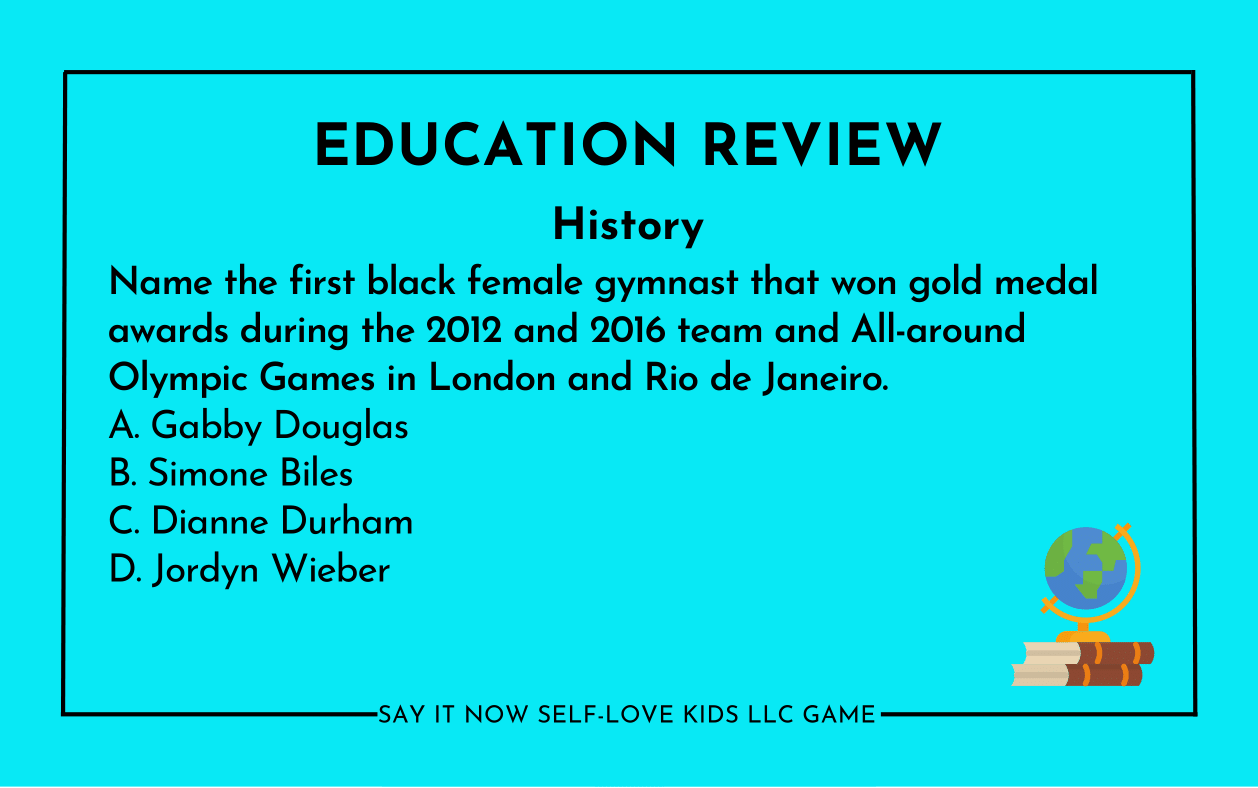 EDUCATION REVIEW
History
Name the first black female gymnast that won gold medal
awards during the 2012 and 2016 team and All-around
Olympic Games in London and Rio de Janeiro.
A. Gabby Douglas
B. Simone Biles
C. Dianne Durham
D. Jordyn Wieber
SAY IT NOW SELF-LOVE KIDS LLC GAME